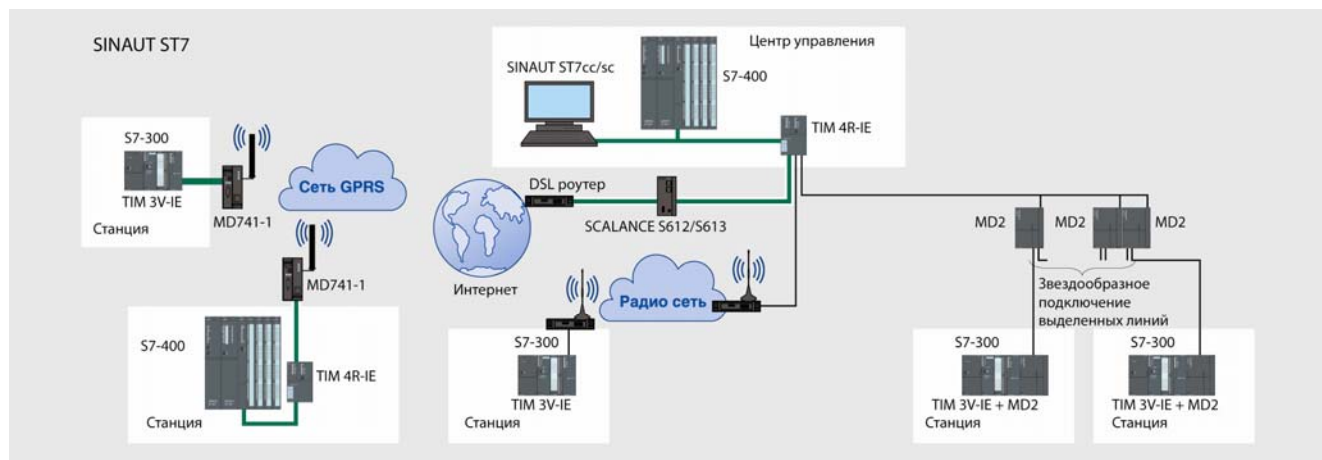 SINAUT ST7
Центр управления
SINAUT ST7cc/sc
S7-400
TIM 4R-IE
S7-300
TIM 3V-IE
Станция
MD741-1
Сеть GPRS
MD741-1
S7-400
TIM 4R-IE
Станция
DSL роутер
SCALANCE S612/S613
Интернет
Радио сеть
S7-300
TIM 3V-IE
Станция
MD2
MD2
MD2
Звездообразное
подключение
выделенных линий
S7-300
TIM 3V-IE + MD2
Станция
S7-300
TIM 3V-IE + MD2
Станция